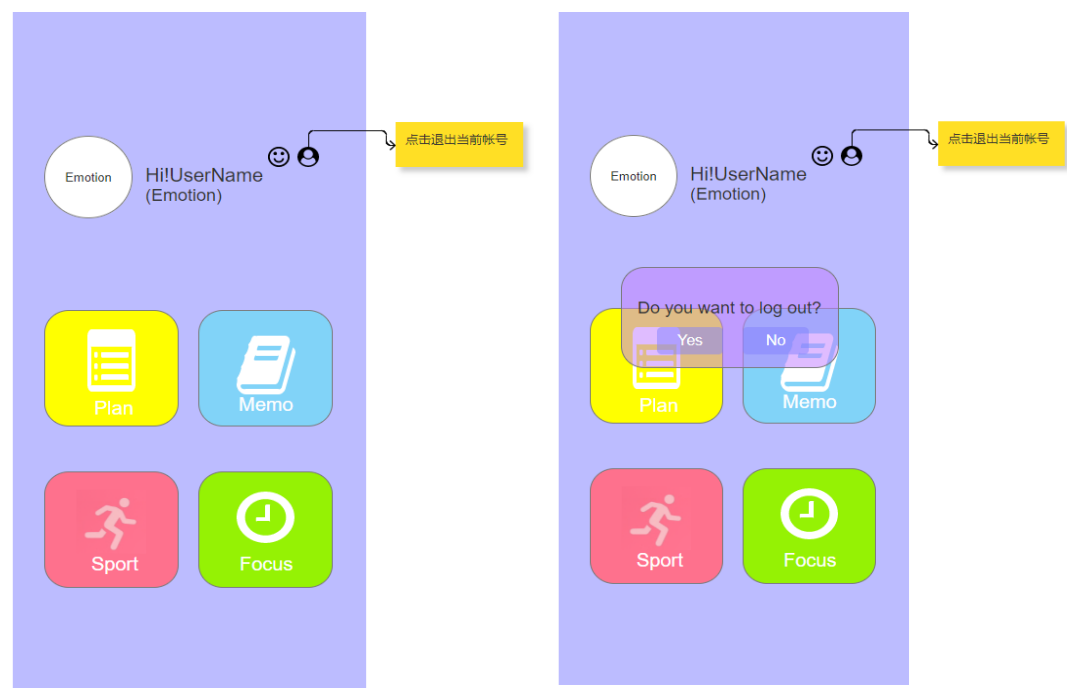 点击退出当前帐号
Emotion
Hi!UserName
(Emotion)
Plan
Memo
Sport
Focus
点击退出当前帐号
Emotion
Hi!UserName
(Emotion)
Do you want to log out?
Yes
No
Plan
Memo
Sport
Focus